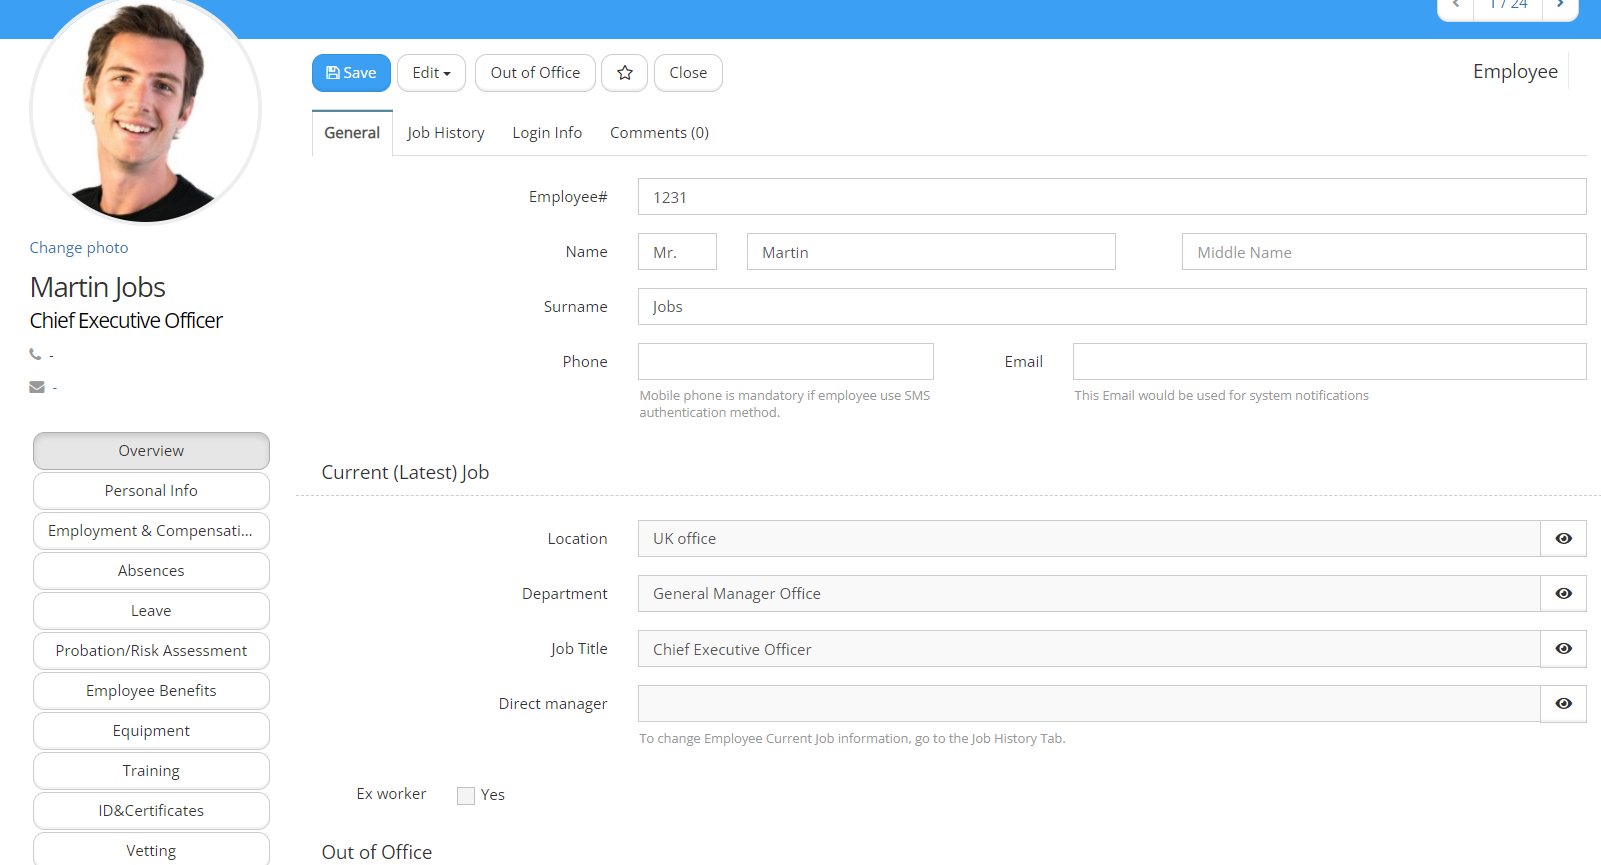 1 / 24
Save
Edit
Out of Office
Close
Employee
General
Job History
Login Info
Comments (0)
Change photo
Martin Jobs
Chief Executive Officer
-
-
Overview
Personal Info
Employment & Compensati...
Absences
Leave
Probation/Risk Assessment
Employee Benefits
Equipment
Training
ID&Certificates
Vetting
Employee# 1231
Name Mr. Martin Middle Name
Surname Jobs
Phone
Mobile phone is mandatory if employee use SMS
authentication method.
Email
This Email would be used for system notifications
Current (Latest) Job
Location UK office
Department General Manager Office
Job Title Chief Executive Officer
Direct manager
To change Employee Current Job information, go to the Job History Tab.
Ex worker Yes
Out of Office